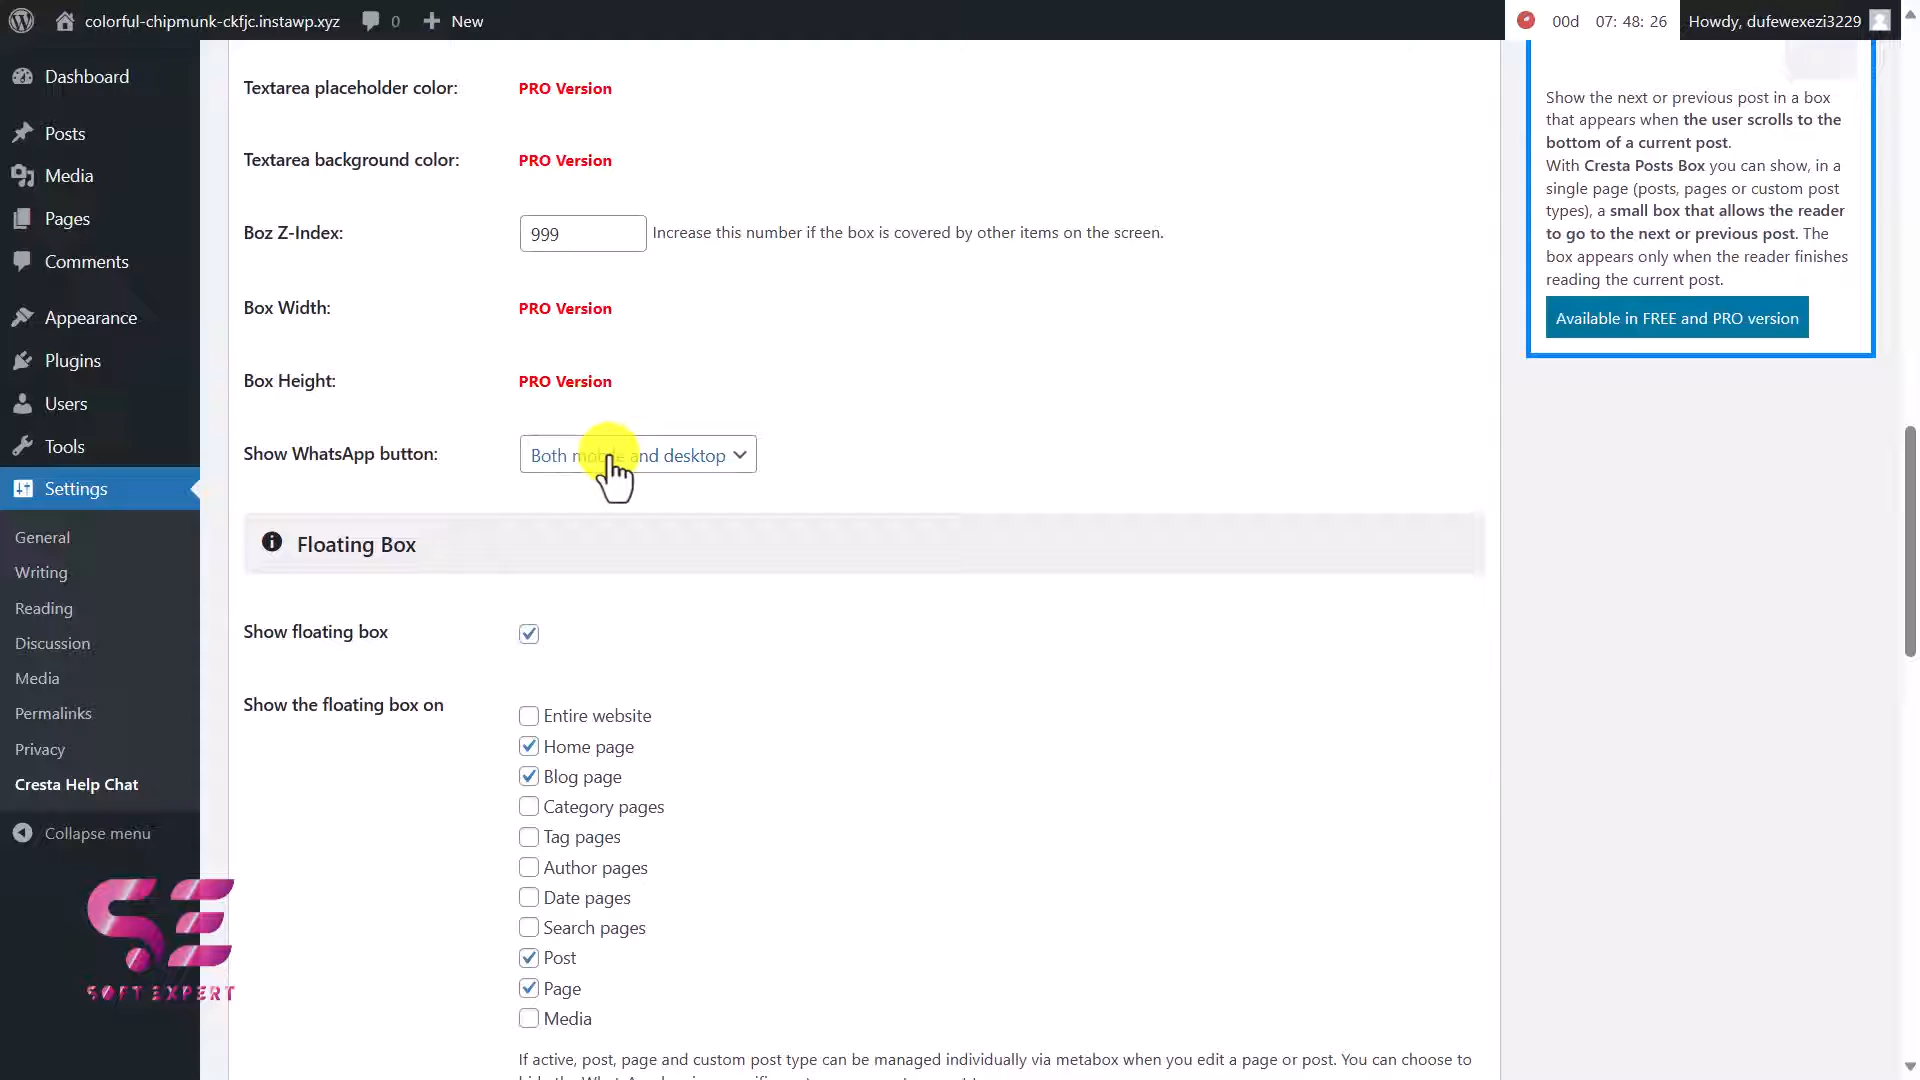 colorful-chipmunk-ckfjc.instawp.xyz 0 New 00d 07: 48: 26 Howdy, dufewexezi3229
Dashboard
Posts
Media
Pages
Comments
Appearance
Plugins
Users
Tools
Settings
General
Writing
Reading
Discussion
Media
Permalinks
Privacy
Cresta Help Chat
Collapse menu
SOFT EXPERT
Textarea placeholder color: PRO Version
Textarea background color: PRO Version
Boz Z-Index: 999 Increase this number if the box is covered by other items on the screen.
Box Width: PRO Version
Box Height: PRO Version
Show WhatsApp button: Both mobile and desktop
Floating Box
Show floating box
Show the floating box on
Entire website
Home page
Blog page
Category pages
Tag pages
Author pages
Date pages
Search pages
Post
Page
Media
If active, post, page and custom post type can be managed individually via metabox when you edit a page or post. You can choose to
Show the next or previous post in a box
that appears when the user scrolls to the
bottom of a current post.
With Cresta Posts Box you can show, in a
single page (posts, pages or custom post
types), a small box that allows the reader
to go to the next or previous post. The
box appears only when the reader finishes
reading the current post.
Available in FREE and PRO version